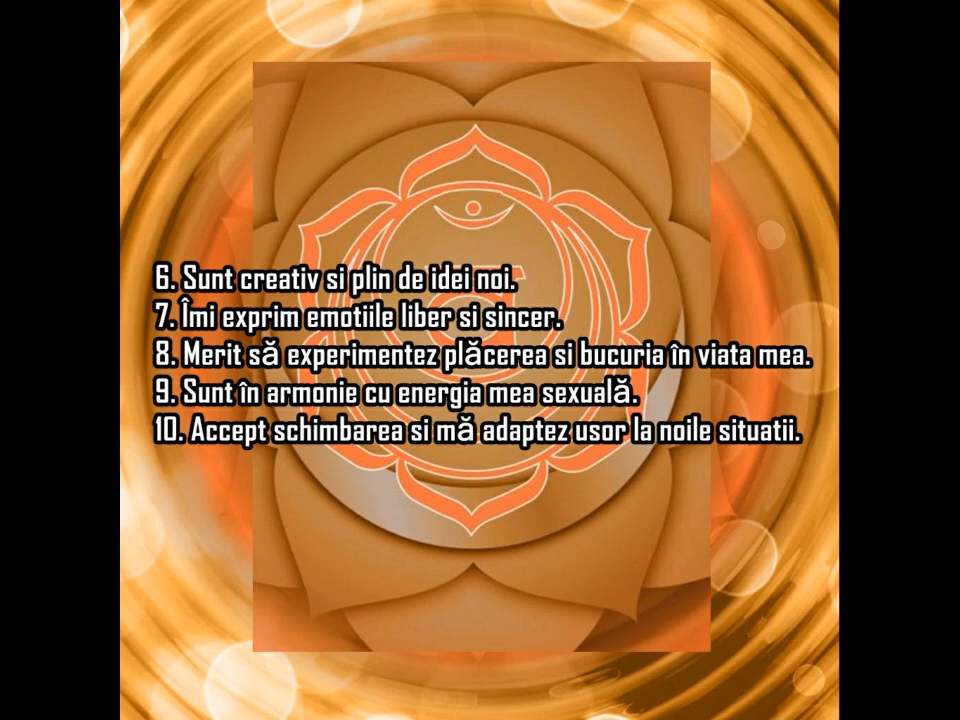 6. Sunt creativ si plin de idei noi.
7. Îmi exprim emotiile liber si sincer.
8. Merit să experimentez plăcerea si bucuria în viata mea.
9. Sunt în armonie cu energia mea sexuală.
10. Accept schimbarea si mă adaptez usor la noile situatii.